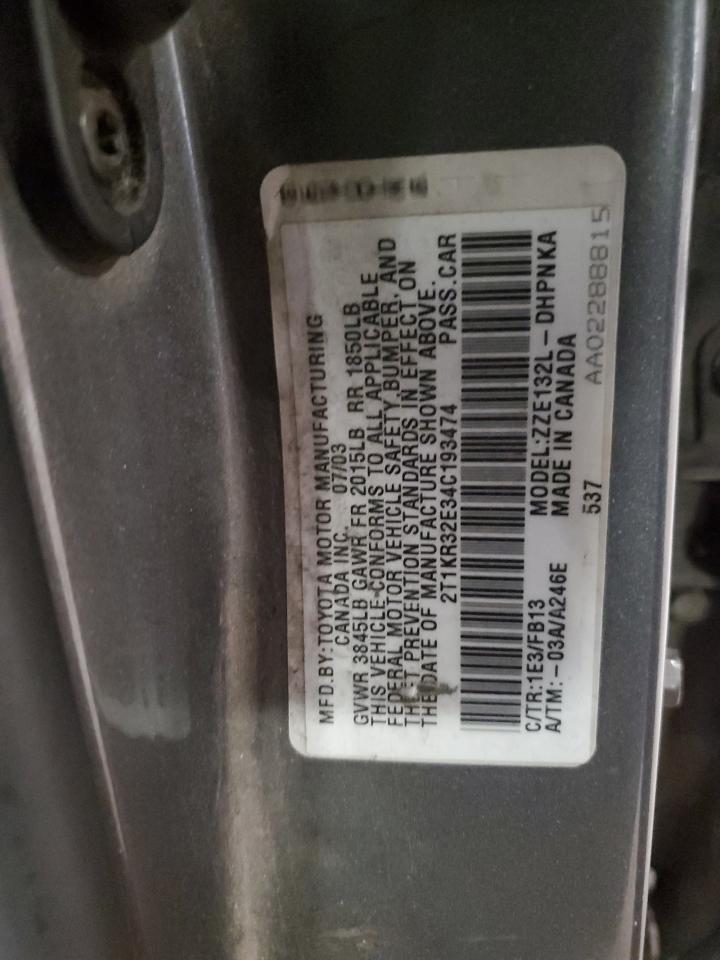 MFD.BY:TOYOTA MOTOR MANUFACTURING
CANADA INC. 07/03
GVWR 3845LB GAWR FR 2015LB RR 1850LB
THIS VEHICLE CONFORMS TO ALL APPLICABLE
FEDERAL MOTOR VEHICLE SAFETY,BUMPER, AND
THEFT PREVENTION STANDARDS IN EFFECT ON
THE DATE OF MANUFACTURE SHOWN ABOVE.
2T1KR32E34C193474 PASS.CAR
C/TR:1E3/FB13 MODEL:ZZE132L-DHPNKA
A/TM:-03A/A246E MADE IN CANADA
537 AA02288815